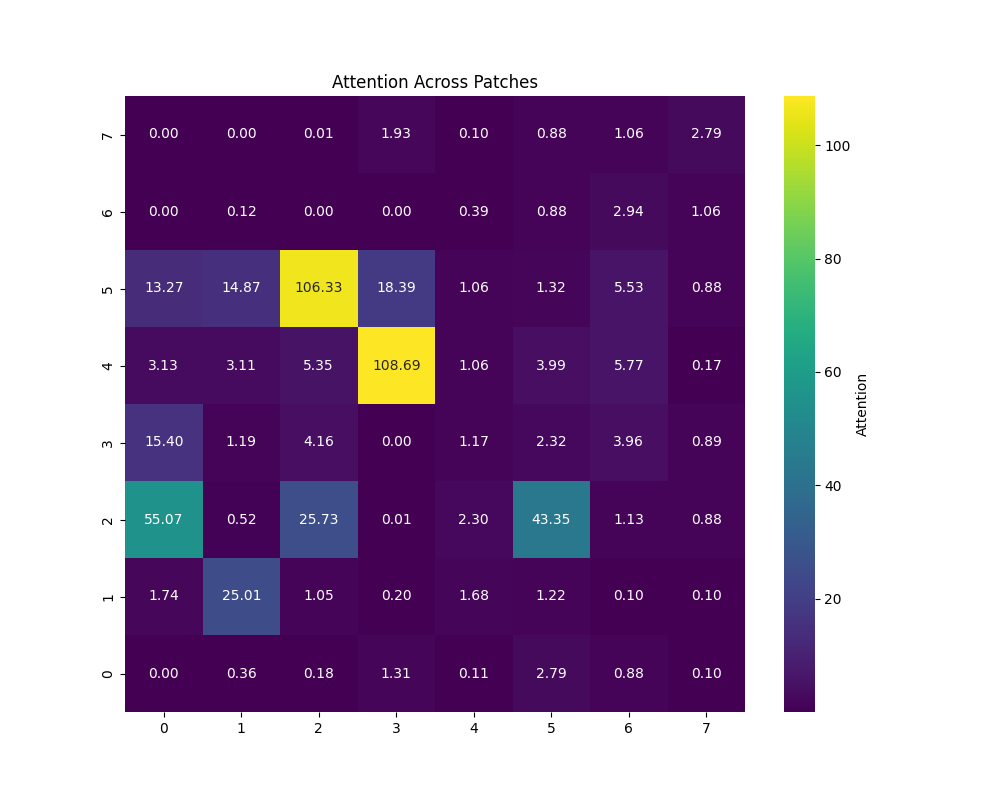 Attention Across Patches
7 0.00 0.00 0.01 1.93 0.10 0.88 1.06 2.79
6 0.00 0.12 0.00 0.00 0.39 0.88 2.94 1.06
5 13.27 14.87 106.33 18.39 1.06 1.32 5.53 0.88
4 3.13 3.11 5.35 108.69 1.06 3.99 5.77 0.17
3 15.40 1.19 4.16 0.00 1.17 2.32 3.96 0.89
2 55.07 0.52 25.73 0.01 2.30 43.35 1.13 0.88
1 1.74 25.01 1.05 0.20 1.68 1.22 0.10 0.10
0 0.00 0.36 0.18 1.31 0.11 2.79 0.88 0.10
0 1 2 3 4 5 6 7
100
80
60
40
20
Attention